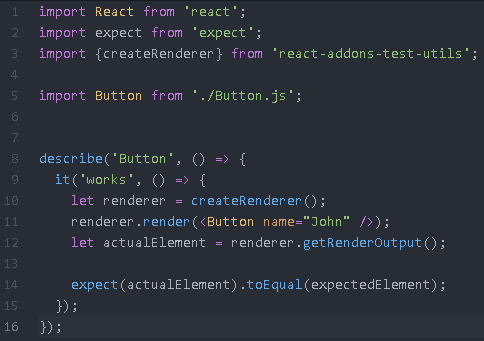 1 import React from 'react';
2 import expect from 'expect';
3 import {createRenderer} from 'react-addons-test-utils';
4
5 import Button from './Button.js';
6
7
8 describe('Button', () => {
9   it('works', () => {
10     let renderer = createRenderer();
11     renderer.render(<Button name="John" />);
12     let actualElement = renderer.getRenderOutput();
13
14     expect(actualElement).toEqual(expectedElement);
15   });
16 });